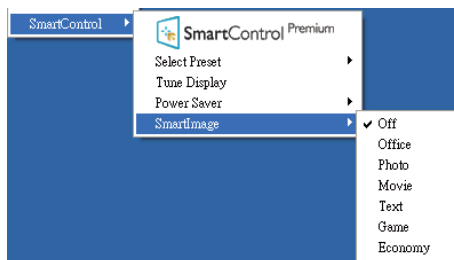 SmartControl
SmartControl Premium
Select Preset
Tune Display
Power Saver
SmartImage
Off
Office
Photo
Movie
Text
Game
Economy